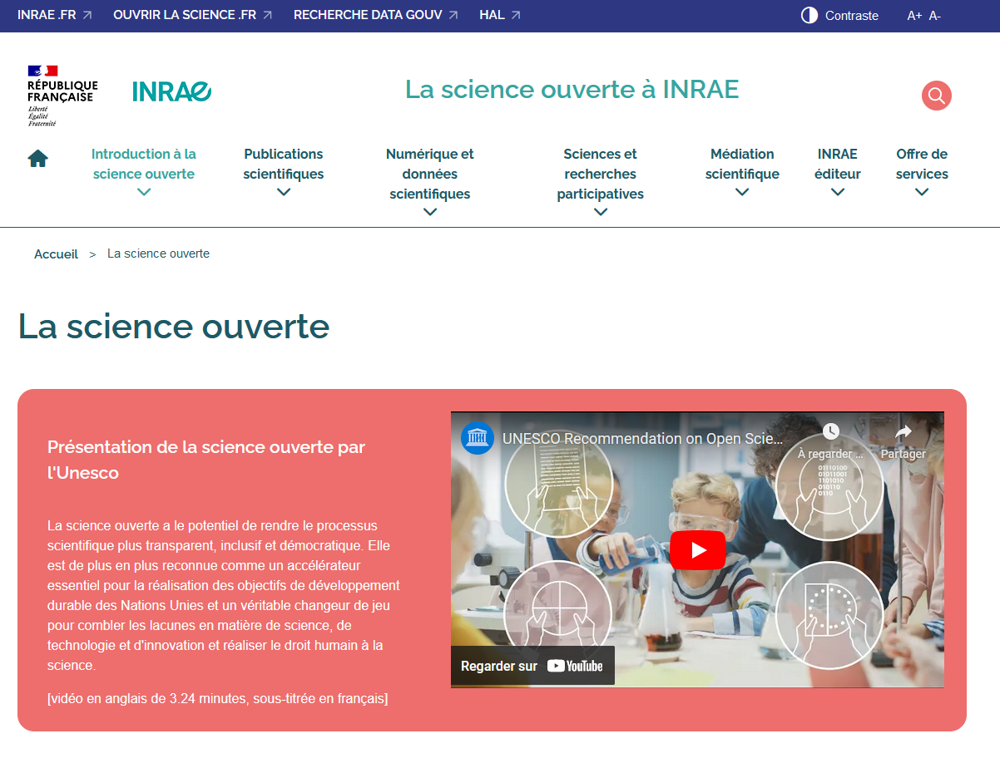 INRAE .FR OUVRIR LA SCIENCE .FR RECHERCHE DATA GOUV HAL Contraste A+ A-
RÉPUBLIQUE
FRANÇAISE
Liberté
Égalité
Fraternité
INRAE
La science ouverte à INRAE
Introduction à la
science ouverte
Publications
scientifiques
Numérique et
données
scientifiques
Sciences et
recherches
participatives
Médiation
scientifique
INRAE
éditeur
Offre de
services
Accueil > La science ouverte
La science ouverte
Présentation de la science ouverte par
l'Unesco
La science ouverte a le potentiel de rendre le processus
scientifique plus transparent, inclusif et démocratique. Elle
est de plus en plus reconnue comme un accélérateur
essentiel pour la réalisation des objectifs de développement
durable des Nations Unies et un véritable changeur de jeu
pour combler les lacunes en matière de science, de
technologie et d'innovation et réaliser le droit humain à la
science.
[vidéo en anglais de 3.24 minutes, sous-titrée en français]
UNESCO Recommendation on Open Scie...
À regarder ...
Partager
01110100
01011001
1101010
010110
0110
Regarder sur YouTube